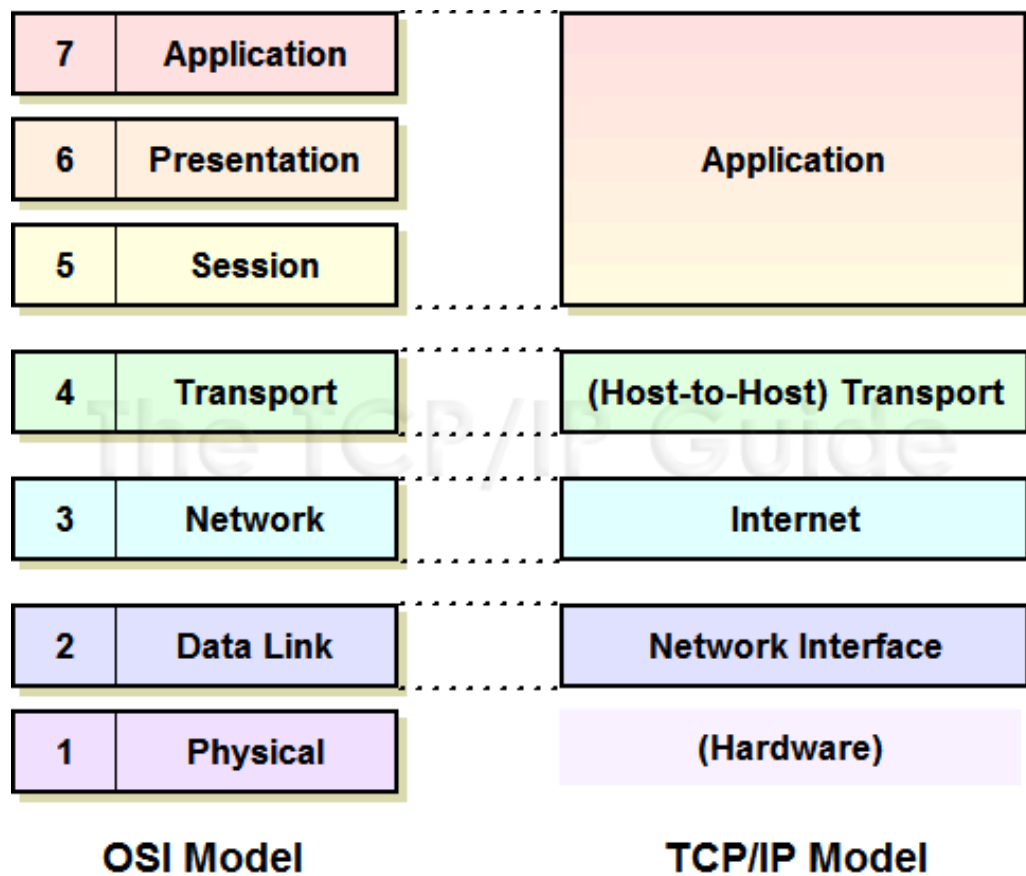 7 Application
6 Presentation
5 Session
4 Transport
3 Network
2 Data Link
1 Physical
OSI Model
Application
(Host-to-Host) Transport
Internet
Network Interface
(Hardware)
TCP/IP Model
The TCP/IP Guide